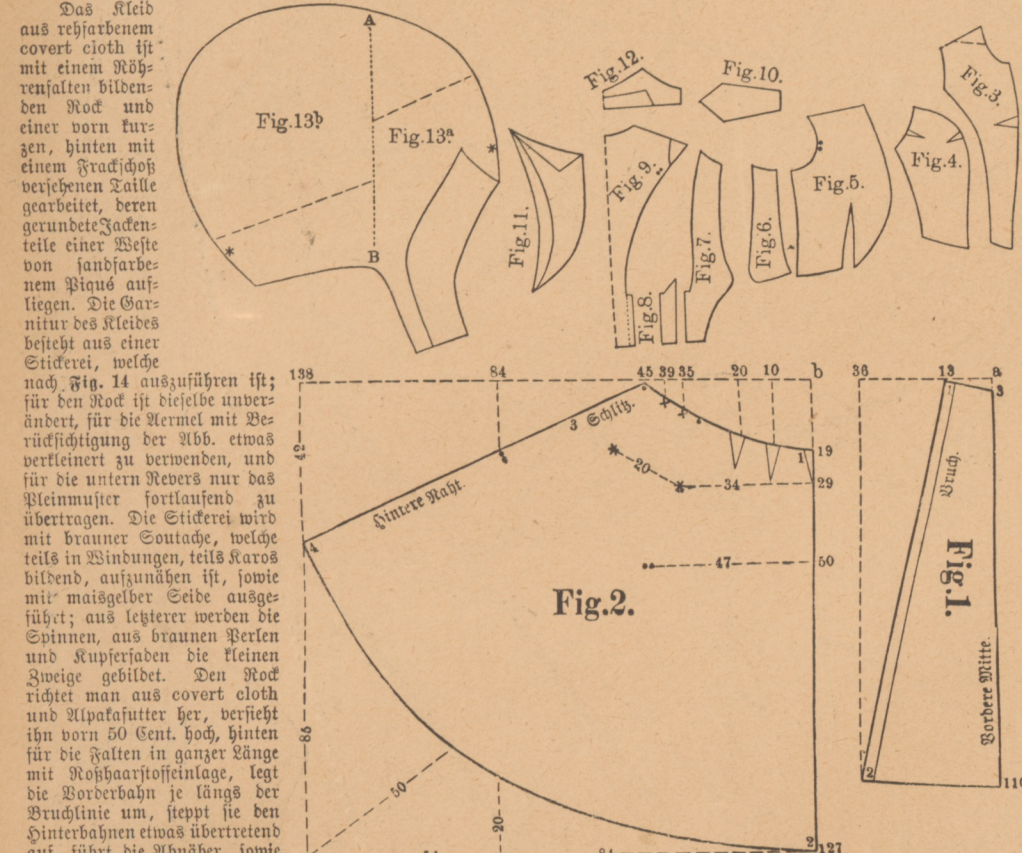 Das Kleid
aus rehfarbenem
covert cloth ist
mit einem Röh-
renfalten bilden-
den Rock und
einer vorn kur-
zen, hinten mit
einem Frackschoß
versehenen Taille
gearbeitet, deren
gerundete Jacken-
teile einer Weste
von sandfarbe-
nem Piqué auf-
liegen. Die Gar-
nitur des Kleides
besteht aus einer
Stickerei, welche
nach Fig. 14 auszuführen ist;
für den Rock ist dieselbe unver-
ändert, für die Aermel mit Be-
rücksichtigung der Abb. etwas
verkleinert zu verwenden, und
für die untern Revers nur das
Pleinmuster fortlaufend zu
übertragen. Die Stickerei wird
mit brauner Soutache, welche
teils in Windungen, teils Karos
bildend, aufzunähen ist, sowie
mit maisgelber Seide ausge-
führt; aus letzterer werden die
Spinnen, aus braunen Perlen
und Kupferfaden die kleinen
Zweige gebildet. Den Rock
richtet man aus covert cloth
und Alpakafutter her, versieht
ihn vorn 50 Cent. hoch, hinten
für die Falten in ganzer Länge
mit Roßhaarstoffeinlage, legt
die Vorderbahn je längs der
Bruchlinie um, steppt sie den
Hinterbahnen etwas übertretend
auf, führt die Abnäher, sowie
A
Fig.13ᵇ.
Fig.13ᵃ.
*
*
B
Fig.12.
Fig.10.
Fig.3.
Fig.4.
Fig.5.
Fig.9.
Fig.11.
Fig.7.
Fig.6.
Fig.8.
138
84
45
39
35
20
10
b
42
3 Schlitz.
20
34
1
19
29
Hintere Naht.
4
47
50
Fig.2.
85
50
20
2
127
36
13
a
1
3
Bruch.
Fig.1.
Vordere Mitte.
2
110